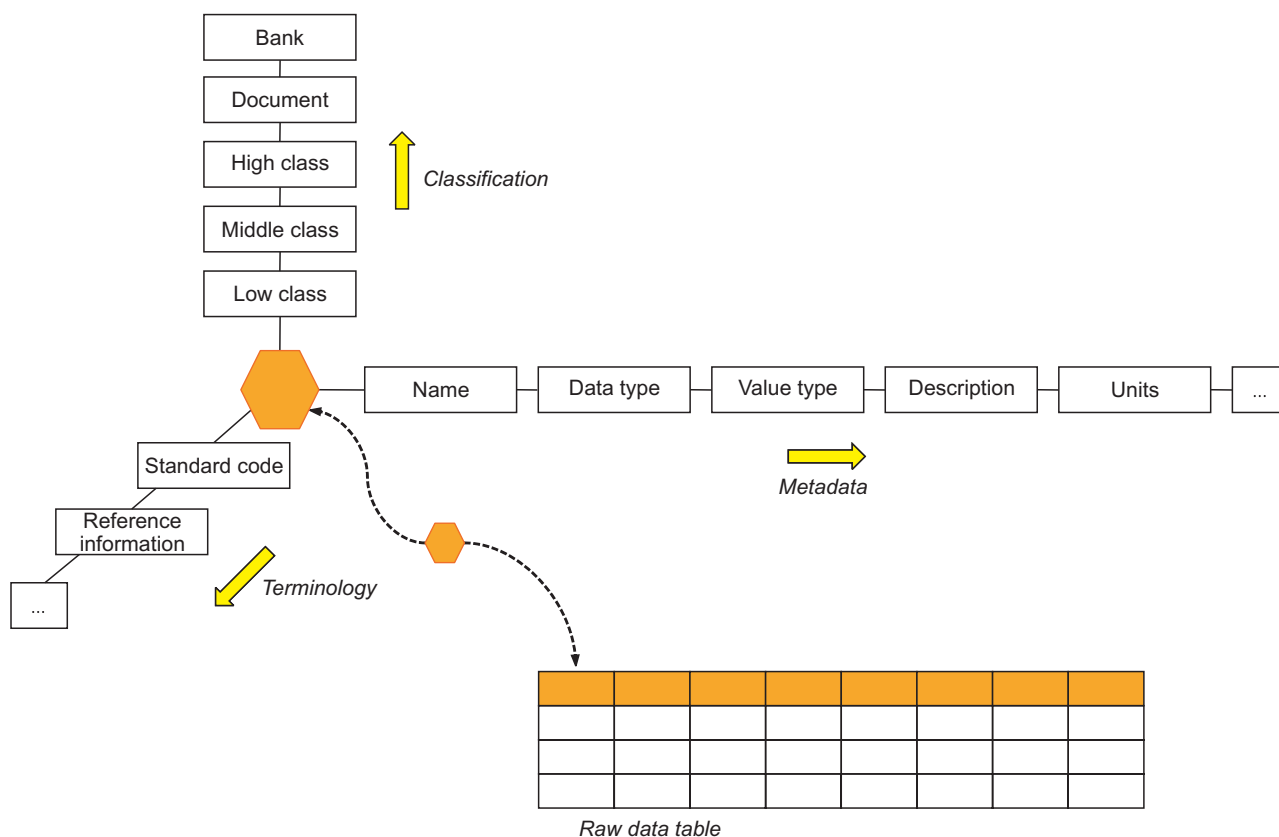 Bank
Document
High class
Classification
Middle class
Low class
Name
Data type
Value type
Description
Units
...
Standard code
Metadata
Reference
information
Terminology
...
Raw data table